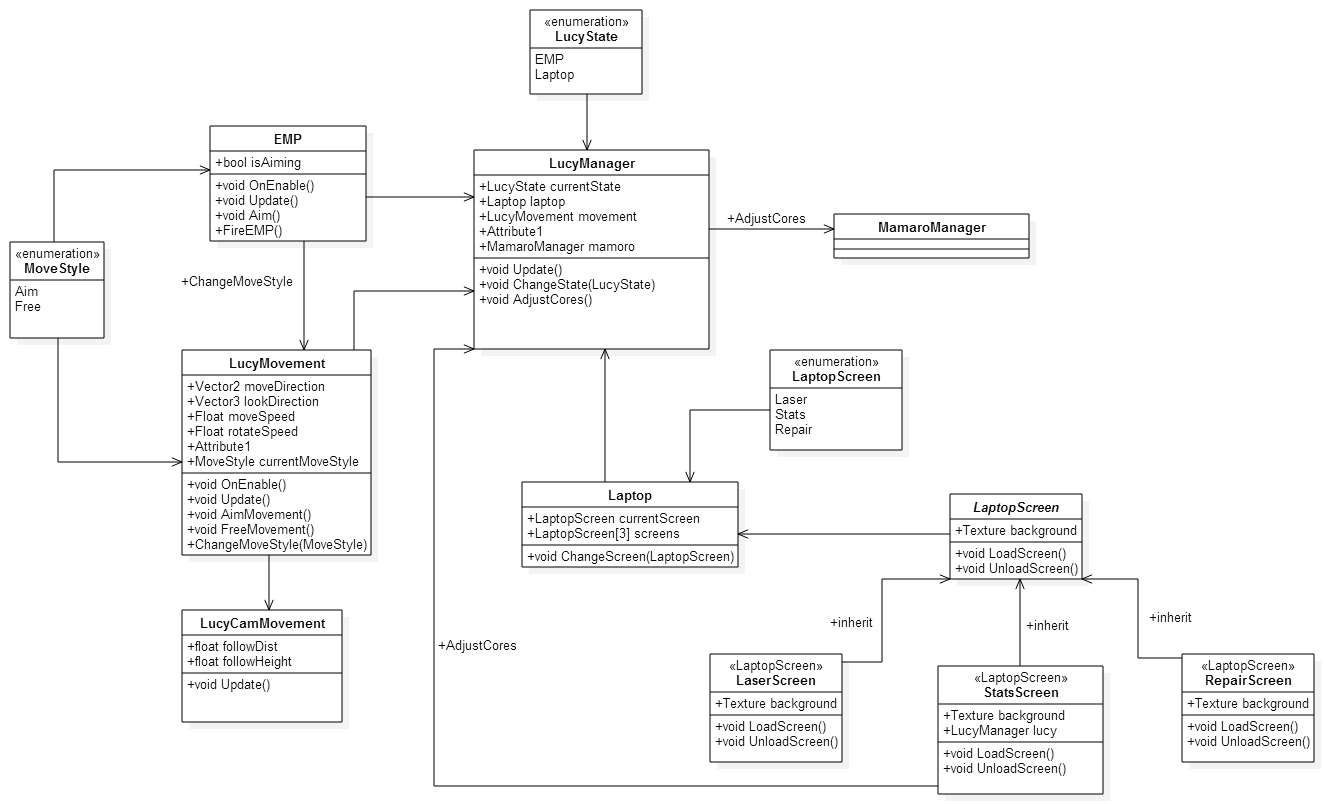 «enumeration»
LucyState
EMP
Laptop
EMP
+bool isAiming
+void OnEnable()
+void Update()
+void Aim()
+FireEMP()
LucyManager
+LucyState currentState
+Laptop laptop
+LucyMovement movement
+Attribute1
+MamaroManager mamoro
+void Update()
+void ChangeState(LucyState)
+void AdjustCores()
+AdjustCores
MamaroManager
«enumeration»
MoveStyle
Aim
Free
+ChangeMoveStyle
LucyMovement
+Vector2 moveDirection
+Vector3 lookDirection
+Float moveSpeed
+Float rotateSpeed
+Attribute1
+MoveStyle currentMoveStyle
+void OnEnable()
+void Update()
+void AimMovement()
+void FreeMovement()
+ChangeMoveStyle(MoveStyle)
«enumeration»
LaptopScreen
Laser
Stats
Repair
Laptop
+LaptopScreen currentScreen
+LaptopScreen[3] screens
+void ChangeScreen(LaptopScreen)
LaptopScreen
+Texture background
+void LoadScreen()
+void UnloadScreen()
LucyCamMovement
+float followDist
+float followHeight
+void Update()
+AdjustCores
+inherit
+inherit
+inherit
«LaptopScreen»
LaserScreen
+Texture background
+void LoadScreen()
+void UnloadScreen()
«LaptopScreen»
StatsScreen
+Texture background
+LucyManager lucy
+void LoadScreen()
+void UnloadScreen()
«LaptopScreen»
RepairScreen
+Texture background
+void LoadScreen()
+void UnloadScreen()